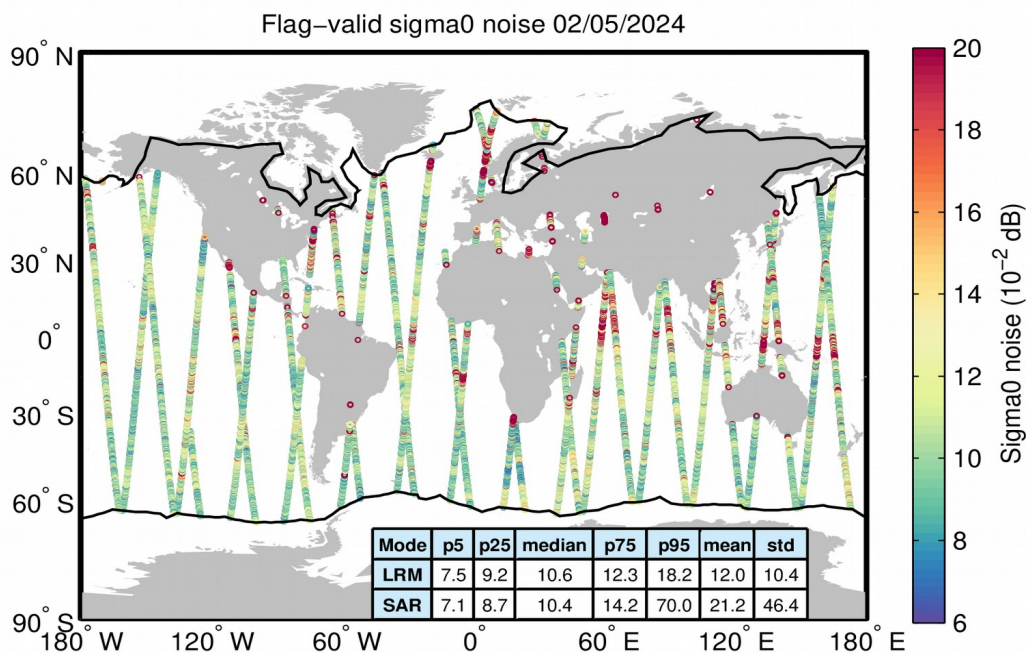 Flag−valid sigma0 noise 02/05/2024
90° N
60° N
30° N
0°
30° S
60° S
90° S
180° W 120° W 60° W 0° 60° E 120° E 180° E
Mode p5 p25 median p75 p95 mean std
LRM 7.5 9.2 10.6 12.3 18.2 12.0 10.4
SAR 7.1 8.7 10.4 14.2 70.0 21.2 46.4
20
18
16
14
12
10
8
6
Sigma0 noise (10⁻² dB)